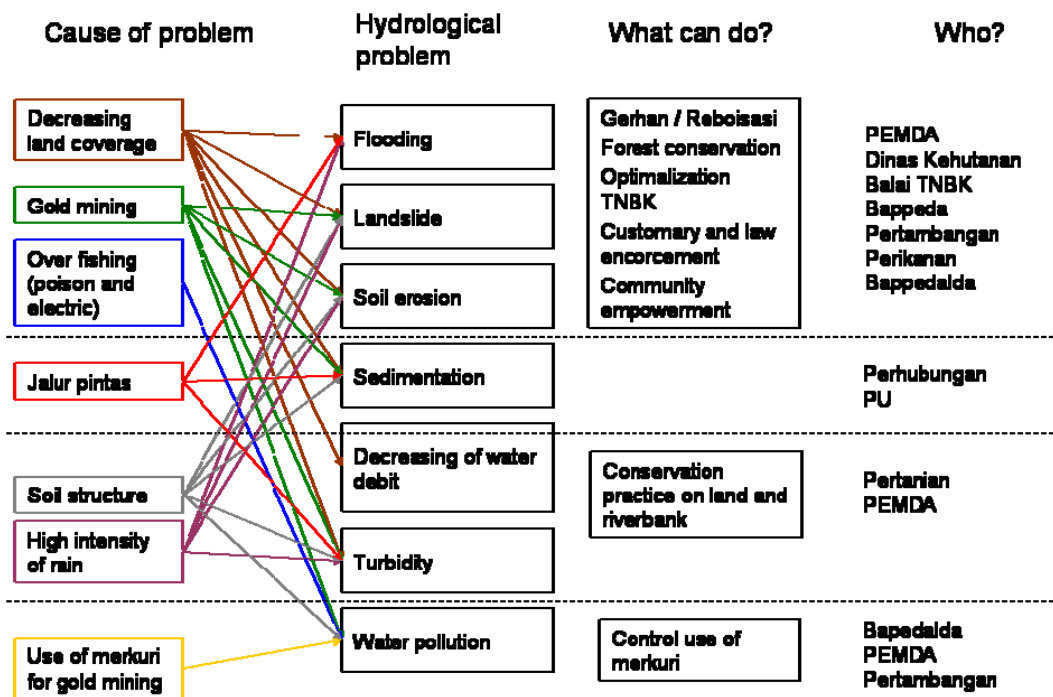 Cause of problem
Hydrological
problem
What can do?
Who?
Decreasing
land coverage
Gold mining
Over fishing
(poison and
electric)
Jalur pintas
Soil structure
High intensity
of rain
Use of merkuri
for gold mining
Flooding
Landslide
Soil erosion
Sedimentation
Decreasing of water
debit
Turbidity
Water pollution
Gerhan / Reboisasi
Forest conservation
Optimalization
TNBK
Customary and law
encorcement
Community
empowerment
Conservation
practice on land and
riverbank
Control use of
merkuri
PEMDA
Dinas Kehutanan
Balai TNBK
Bappeda
Pertambangan
Perikanan
Bappedalda
Perhubungan
PU
Pertanian
PEMDA
Bapedalda
PEMDA
Pertambangan